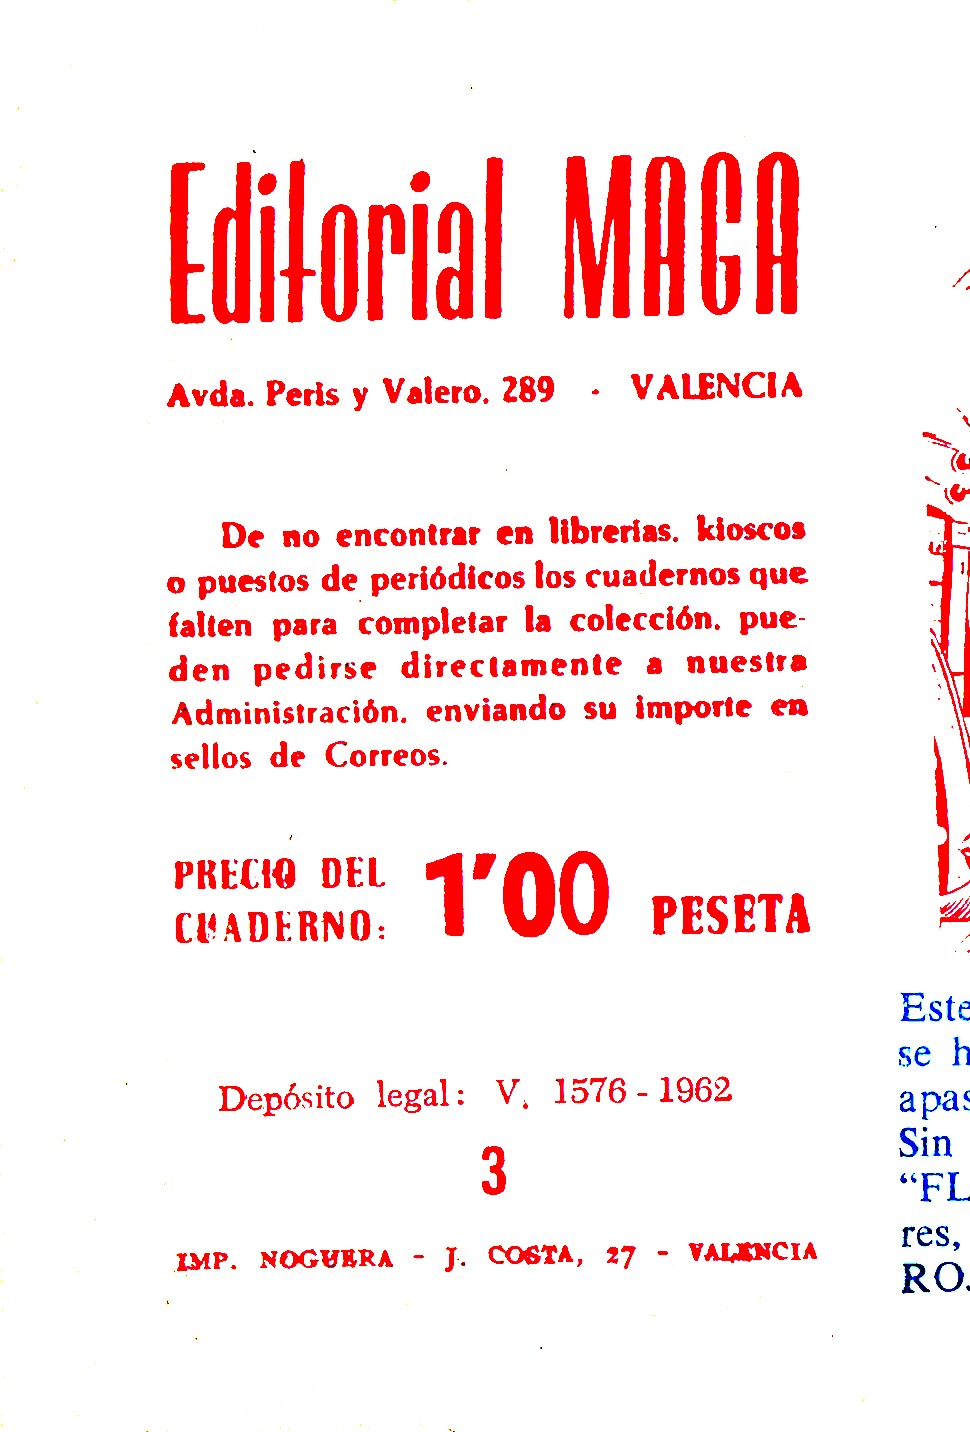 Editorial MAGA
Avda. Peris y Valero, 289 - VALENCIA
De no encontrar en librerías, kioscos
o puestos de periódicos los cuadernos que
falten para completar la colección, pue-
den pedirse directamente a nuestra
Administración, enviando su importe en
sellos de Correos.
PRECIO DEL
CUADERNO: 1'00 PESETA
Depósito legal: V. 1576 - 1962
3
IMP. NOGUERA - J. COSTA, 27 - VALENCIA
Este
se h
apas
Sin
“FL
res,
RO.